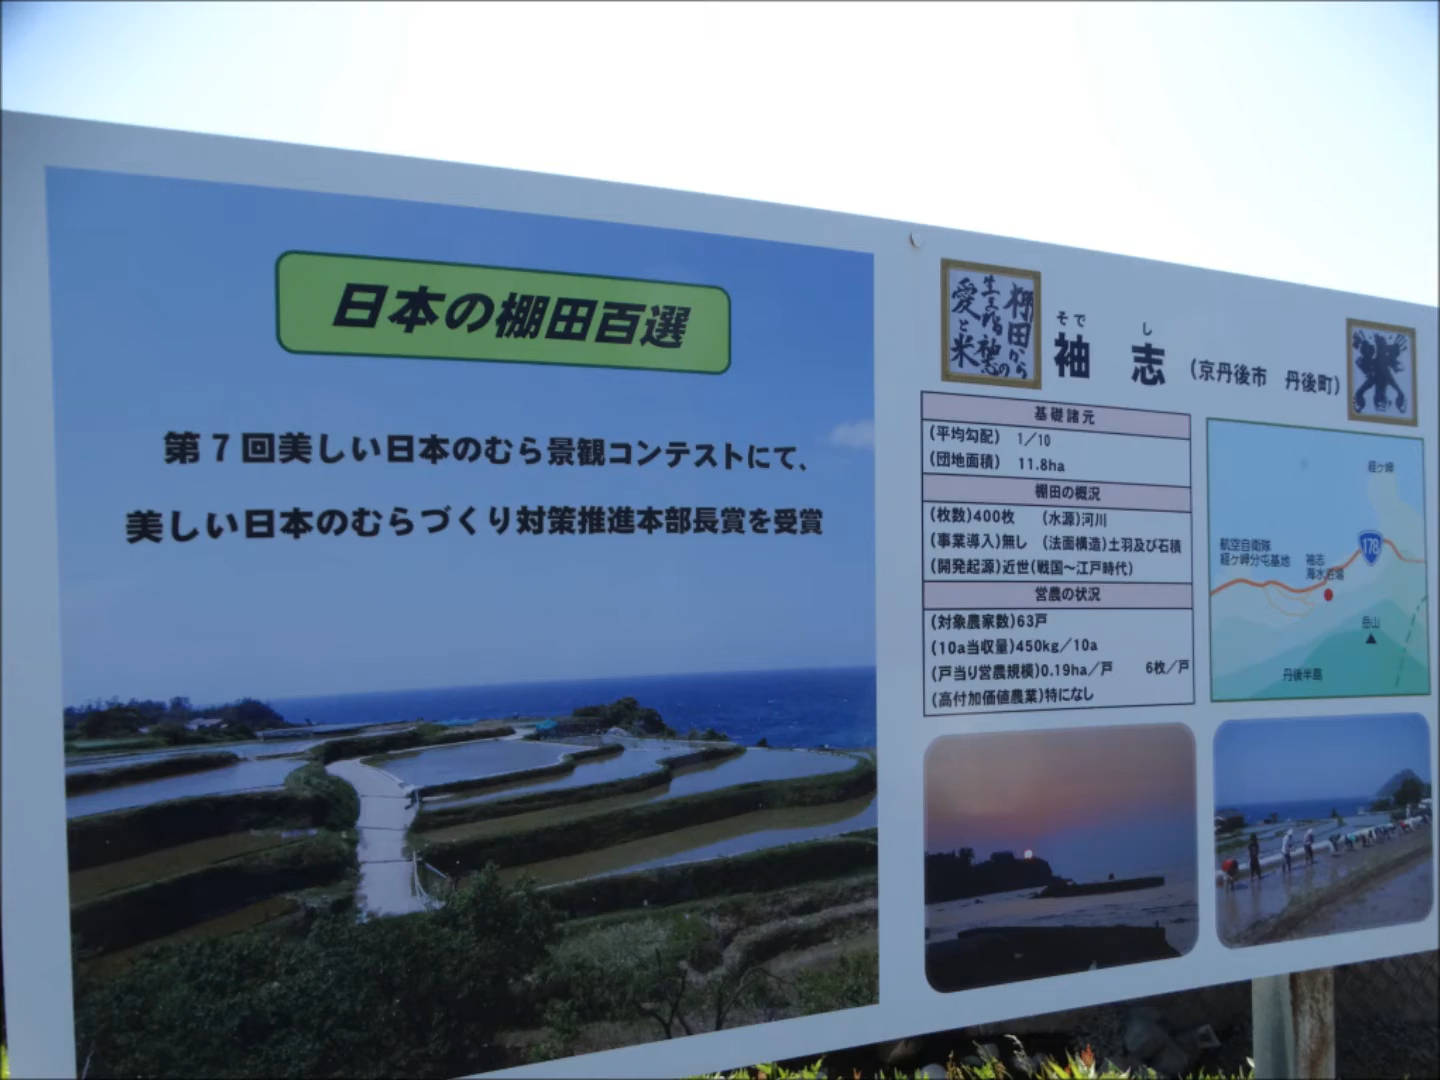 日本の棚田百選
第7回美しい日本のむら景観コンテストにて、
美しい日本のむらづくり対策推進本部長賞を受賞
棚田から
生まる袖志の
愛と米
そでし
袖志
(京丹後市 丹後町)
米
基礎諸元
(平均勾配) 1/10
(団地面積) 11.8ha
棚田の概況
(枚数)400枚 (水源)河川
(事業導入)無し (法面構造)土羽及び石積
(開発起源)近世(戦国～江戸時代)
営農の状況
(対象農家数)63戸
(10a当収量)450kg/10a
(戸当り営農規模)0.19ha/戸 6枚/戸
(高付加価値農業)特になし
経ヶ岬
178
航空自衛隊
経ヶ岬分屯基地
袖志
海水浴場
岳山
丹後半島